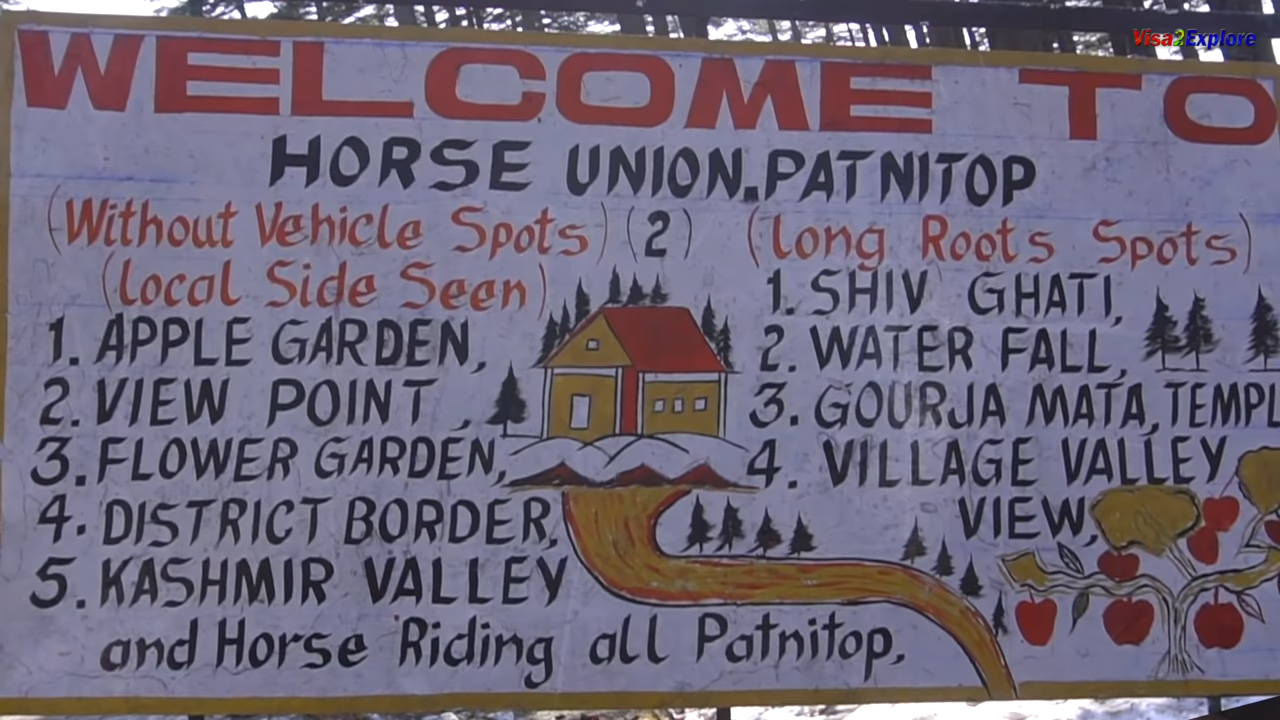 Visa2Explore
WELCOME TO
HORSE UNION.PATNITOP
(Without Vehicle Spots) (2) (Long Roots Spots)
(Local Side Seen)
1. APPLE GARDEN,
2. VIEW POINT,
3. FLOWER GARDEN,
4. DISTRICT BORDER,
5. KASHMIR VALLEY
and Horse Riding all Patnitop,
1. SHIV GHATI,
2. WATER FALL,
3. GOURJA MATA, TEMPL
4. VILLAGE VALLEY
VIEW,